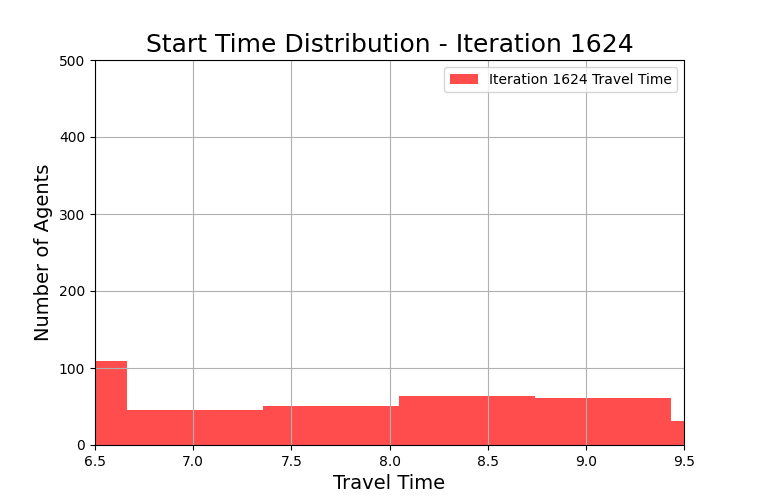 Start Time Distribution - Iteration 1624
Number of Agents
500
400
300
200
100
0
Iteration 1624 Travel Time
6.5 7.0 7.5 8.0 8.5 9.0 9.5
Travel Time